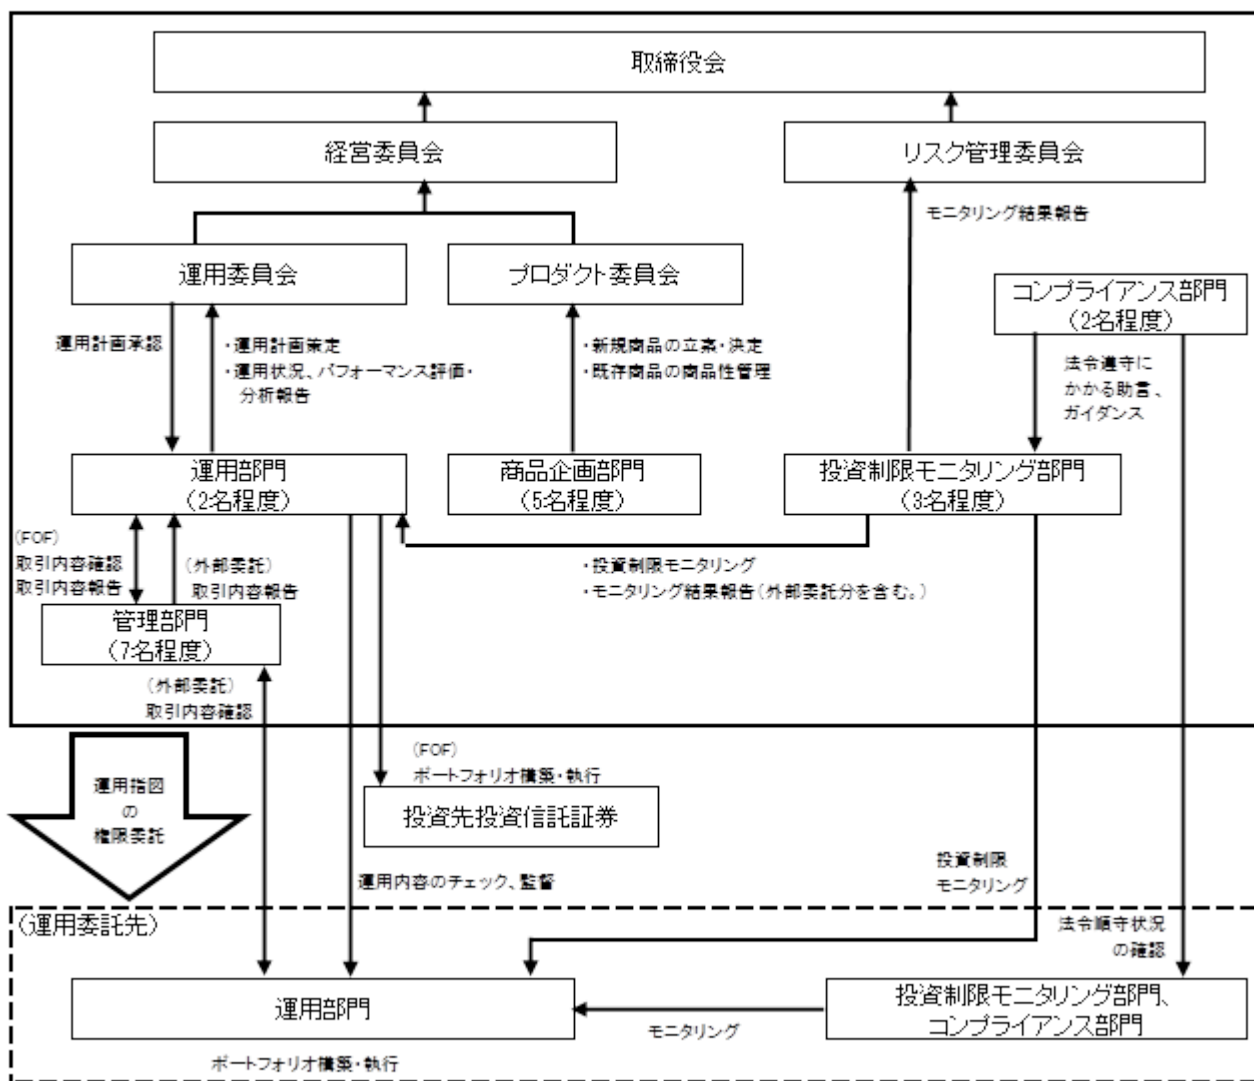 取締役会
経営委員会
リスク管理委員会
モニタリング結果報告
運用委員会
プロダクト委員会
コンプライアンス部門
(2名程度)
運用計画承認
・運用計画策定
・運用状況、パフォーマンス評価・
分析報告
・新規商品の立案・決定
・既存商品の商品性管理
法令遵守に
かかる助言、
ガイダンス
運用部門
(2名程度)
商品企画部門
(5名程度)
投資制限モニタリング部門
(3名程度)
(FOF)
取引内容確認
取引内容報告
(外部委託)
取引内容報告
・投資制限モニタリング
・モニタリング結果報告(外部委託分を含む。)
管理部門
(7名程度)
(外部委託)
取引内容確認
運用指図
の
権限委託
(FOF)
ポートフォリオ構築・執行
投資先投資信託証券
運用内容のチェック、監督
投資制限
モニタリング
(運用委託先)
法令順守状況
の確認
運用部門
モニタリング
投資制限モニタリング部門、
コンプライアンス部門
ポートフォリオ構築・執行